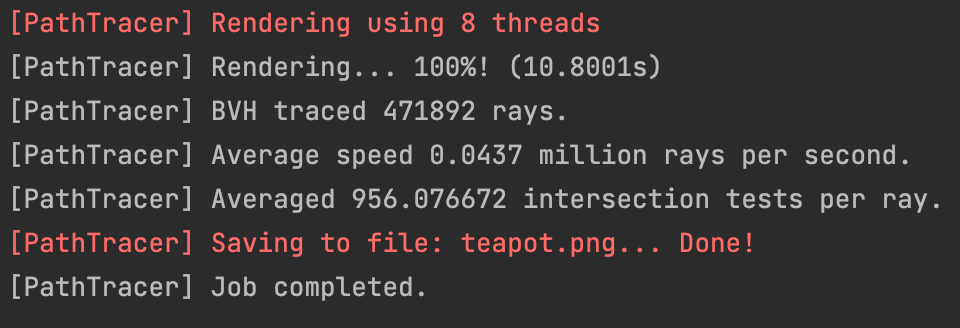 [PathTracer] Rendering using 8 threads
[PathTracer] Rendering... 100%! (10.8001s)
[PathTracer] BVH traced 471892 rays.
[PathTracer] Average speed 0.0437 million rays per second.
[PathTracer] Averaged 956.076672 intersection tests per ray.
[PathTracer] Saving to file: teapot.png... Done!
[PathTracer] Job completed.